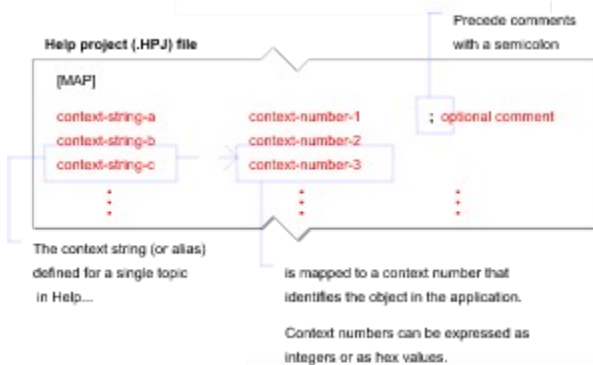 Precede comments
with a semicolon
Help project (.HPJ) file
[MAP]
context-string-a context-number-1 ; optional comment
context-string-b context-number-2
context-string-c context-number-3
The context string (or alias)
defined for a single topic
in Help...
is mapped to a context number that
identifies the object in the application.
Context numbers can be expressed as
integers or as hex values.